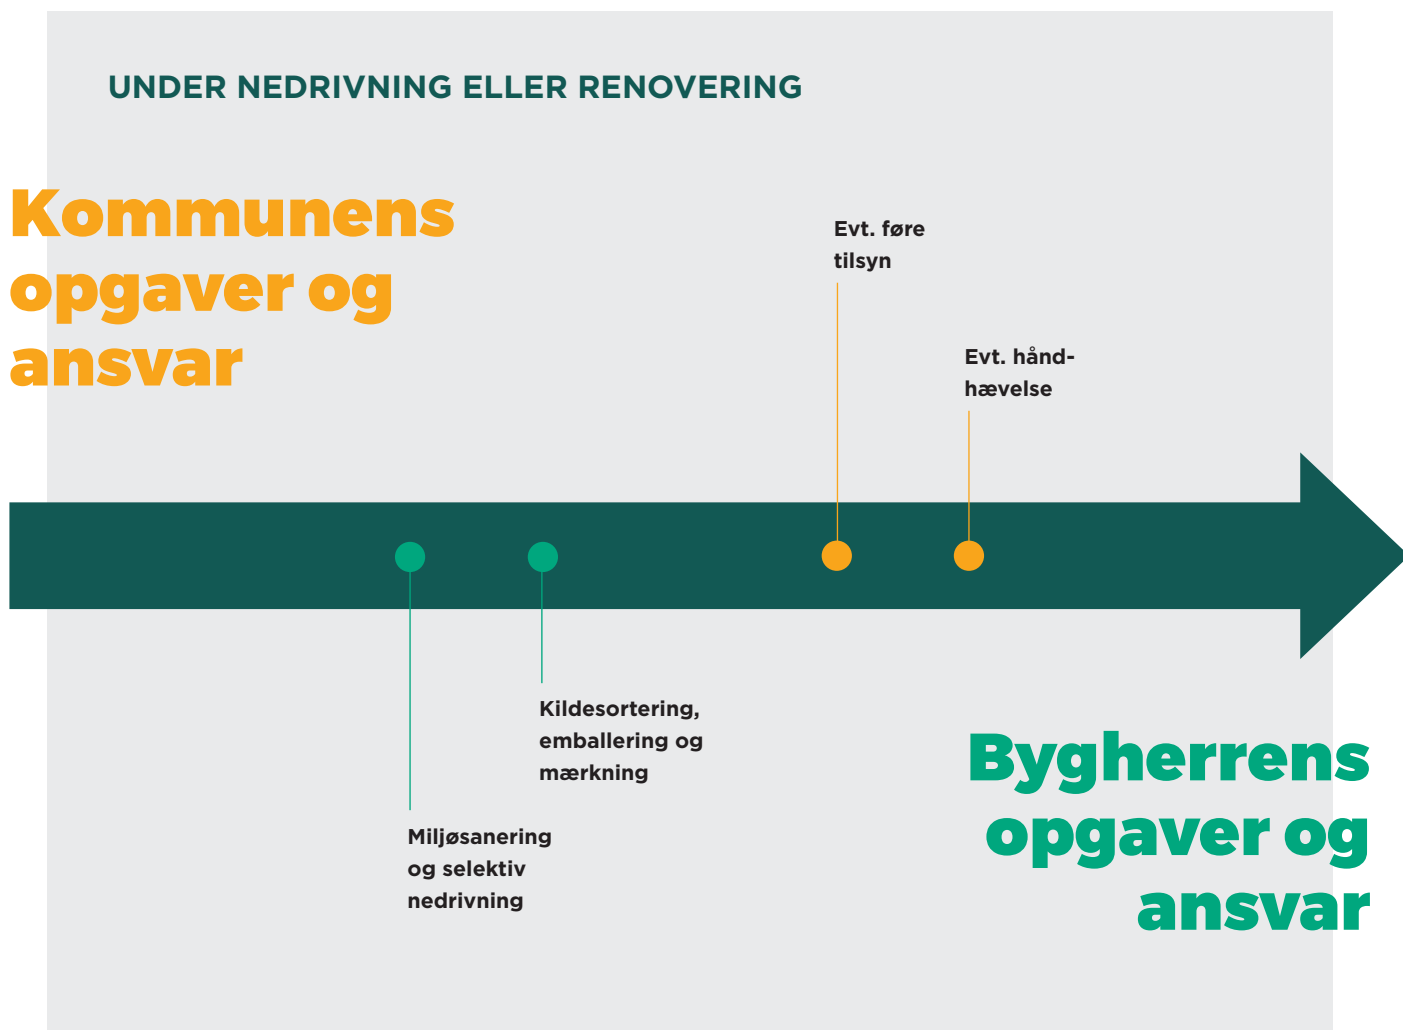 UNDER NEDRIVNING ELLER RENOVERING
Kommunens
opgaver og
ansvar
Evt. føre
tilsyn
Evt. hånd-
hævelse
Kildesortering,
emballering og
mærkning
Miljøsanering
og selektiv
nedrivning
Bygherrens
opgaver og
ansvar